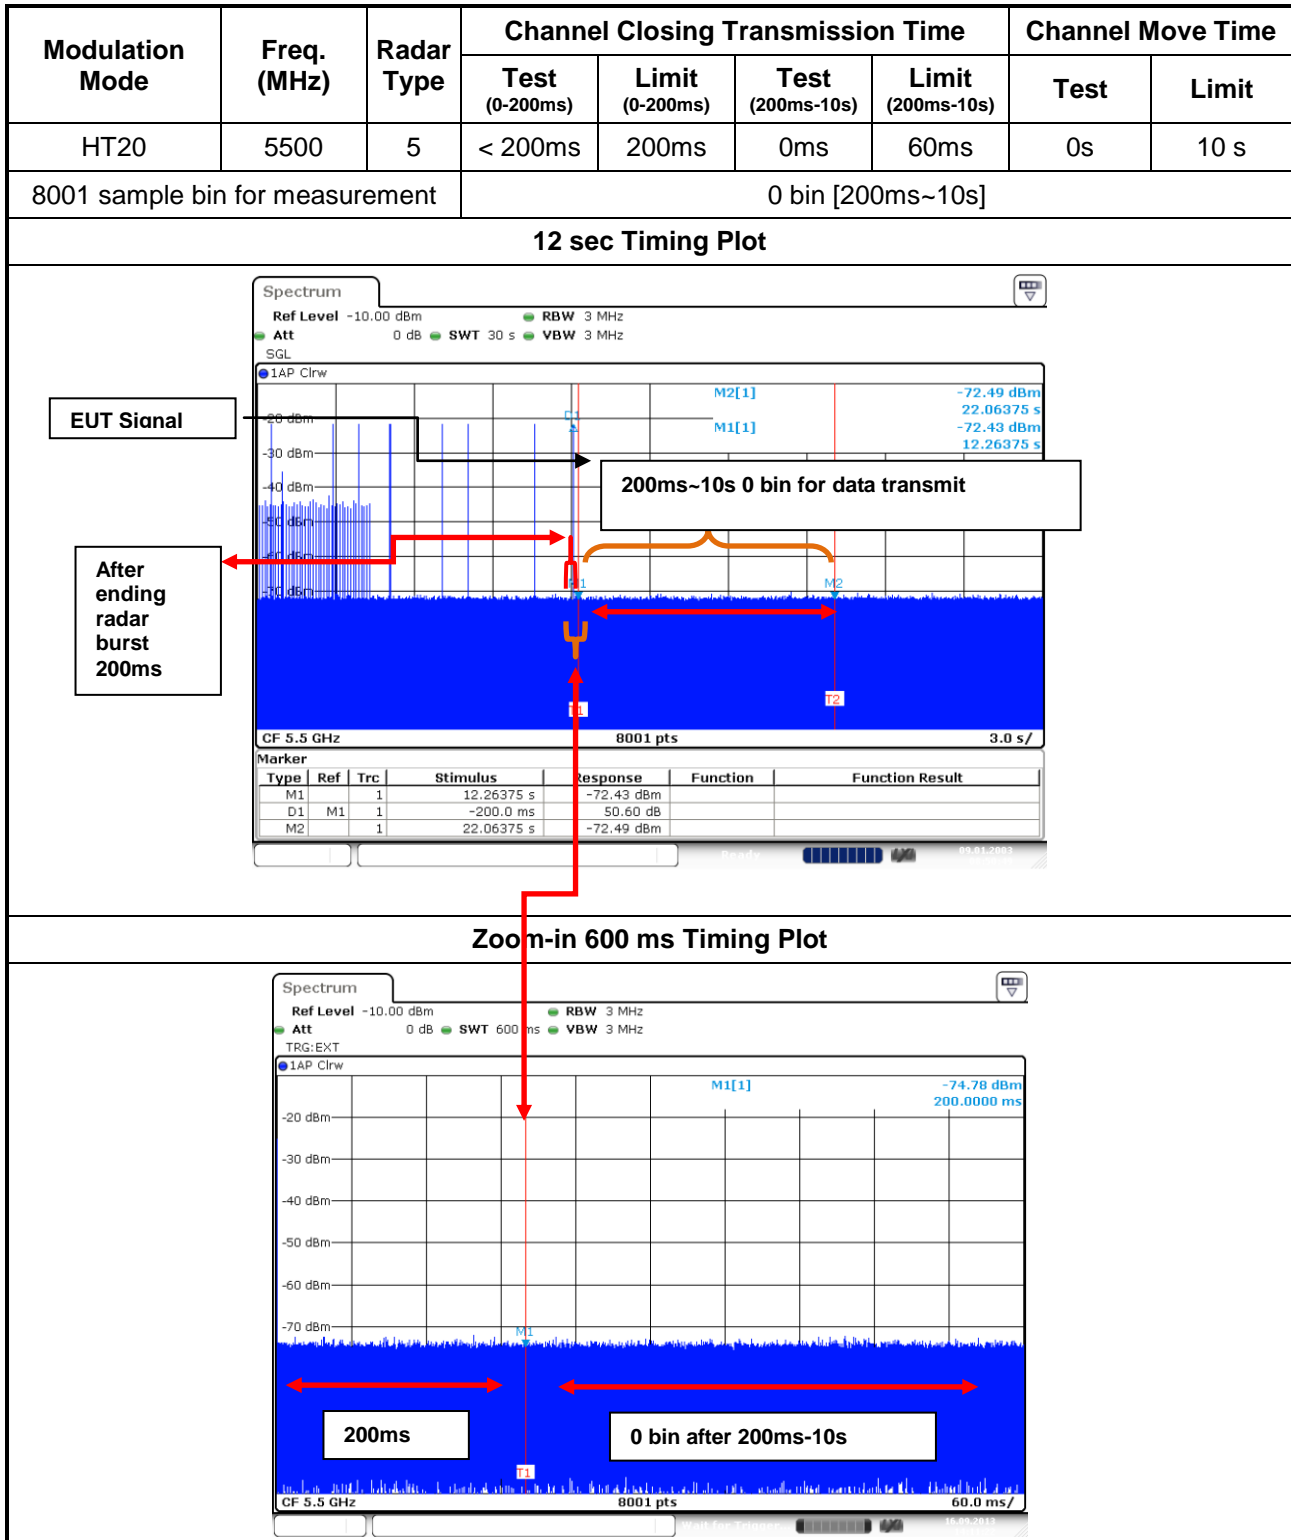 Modulation Mode
Freq. (MHz)
Radar Type
Channel Closing Transmission Time
Channel Move Time
Test (0-200ms)
Limit (0-200ms)
Test (200ms-10s)
Limit (200ms-10s)
Test
Limit
HT20 5500 5 < 200ms 200ms 0ms 60ms 0s 10 s
8001 sample bin for measurement 0 bin [200ms~10s]
12 sec Timing Plot
Spectrum
Ref Level -10.00 dBm RBW 3 MHz
Att 0 dB SWT 30 s VBW 3 MHz
SGL
1AP Clrw
M2[1] -72.49 dBm
22.06375 s
M1[1] -72.43 dBm
12.26375 s
EUT Signal
-20 dBm
D1
-30 dBm
-40 dBm
200ms~10s 0 bin for data transmit
-50 dBm
-60 dBm
-70 dBm
After
ending
radar
burst
200ms
M1
M2
T1
T2
CF 5.5 GHz 8001 pts 3.0 s/
Marker
Type Ref Trc Stimulus Response Function Function Result
M1 1 12.26375 s -72.43 dBm
D1 M1 1 -200.0 ms 50.60 dB
M2 1 22.06375 s -72.49 dBm
Ready 09.01.2003
Zoom-in 600 ms Timing Plot
Spectrum
Ref Level -10.00 dBm RBW 3 MHz
Att 0 dB SWT 600 ms VBW 3 MHz
TRG:EXT
1AP Clrw
M1[1] -74.78 dBm
200.0000 ms
-20 dBm
-30 dBm
-40 dBm
-50 dBm
-60 dBm
-70 dBm
M1
200ms
0 bin after 200ms-10s
T1
CF 5.5 GHz 8001 pts 60.0 ms/
Wait for Trigger 16.09.2013